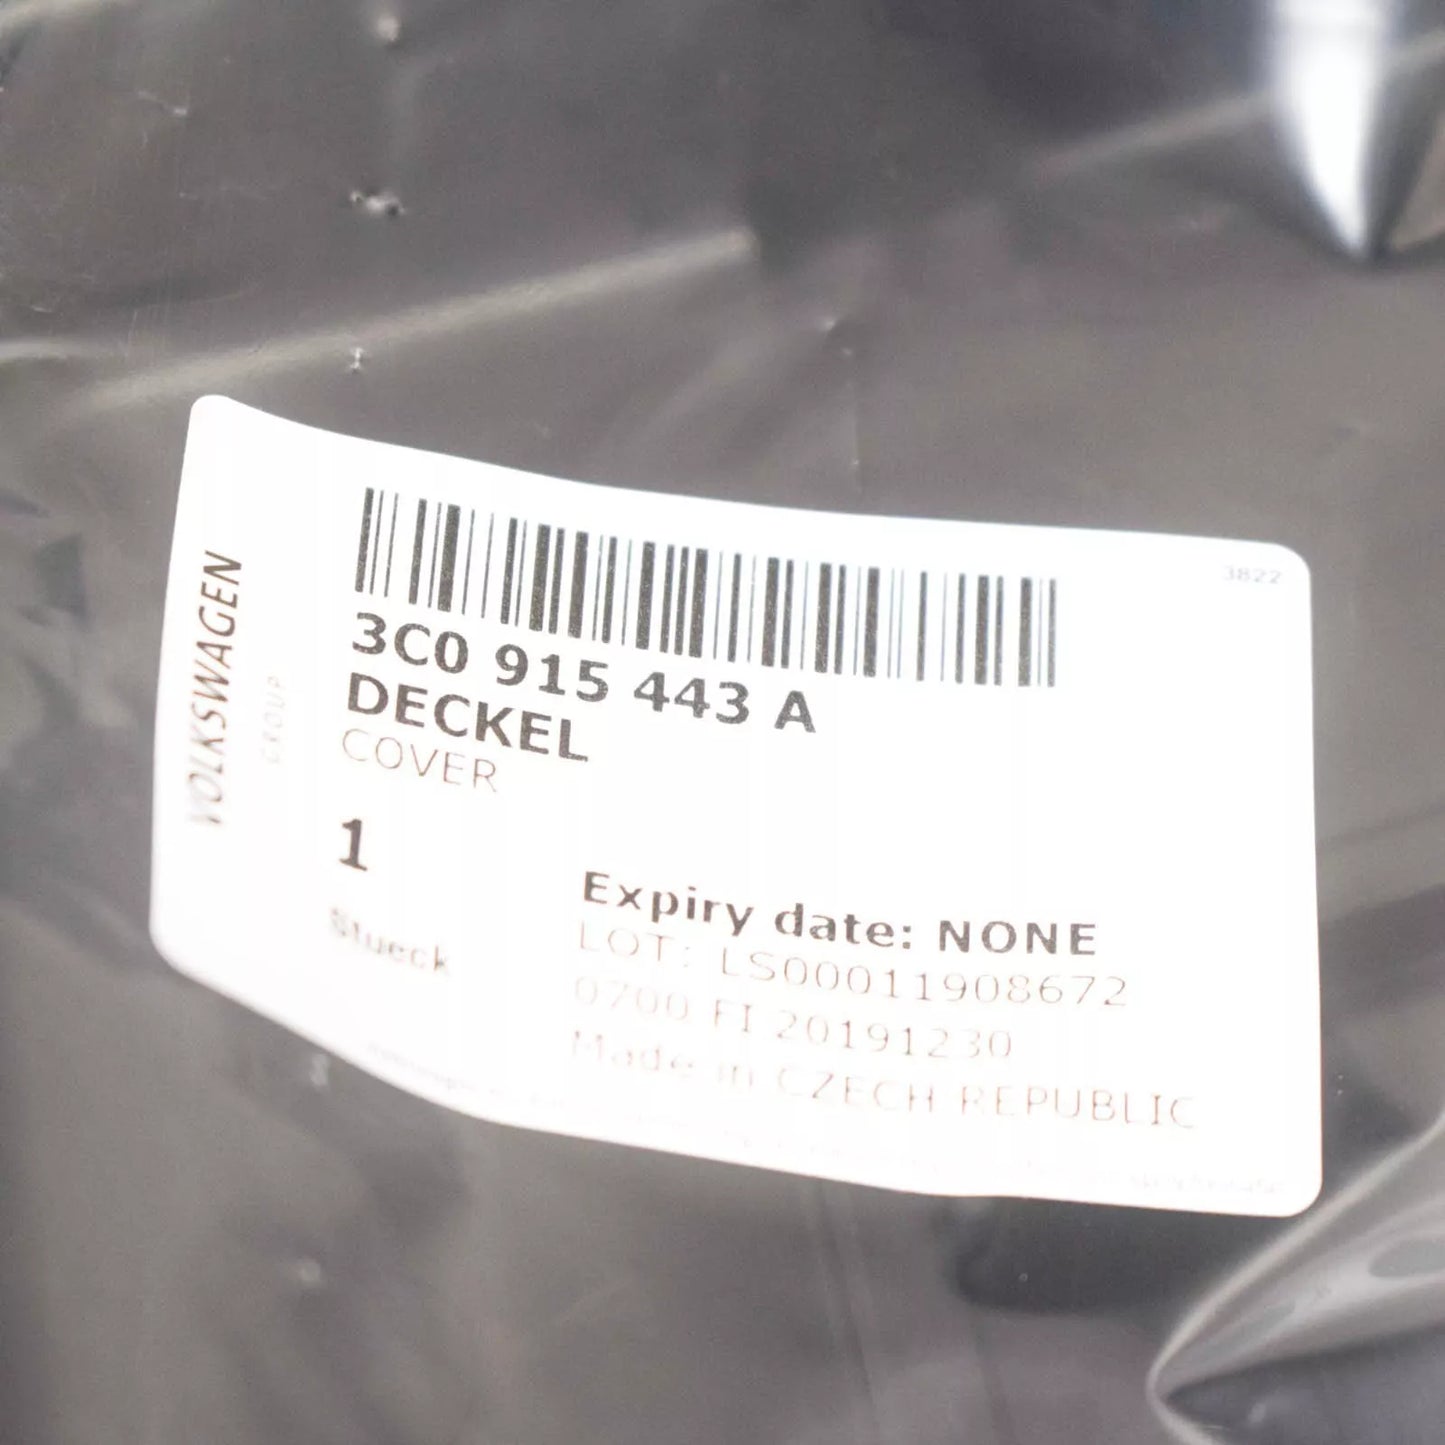 3822
VOLKSWAGEN
GROUP
3C0 915 443 A
DECKEL
COVER
1
Stueck
Expiry date: NONE
LOT: LS00011908672
0700 FI 20191230
Made in CZECH REPUBLIC